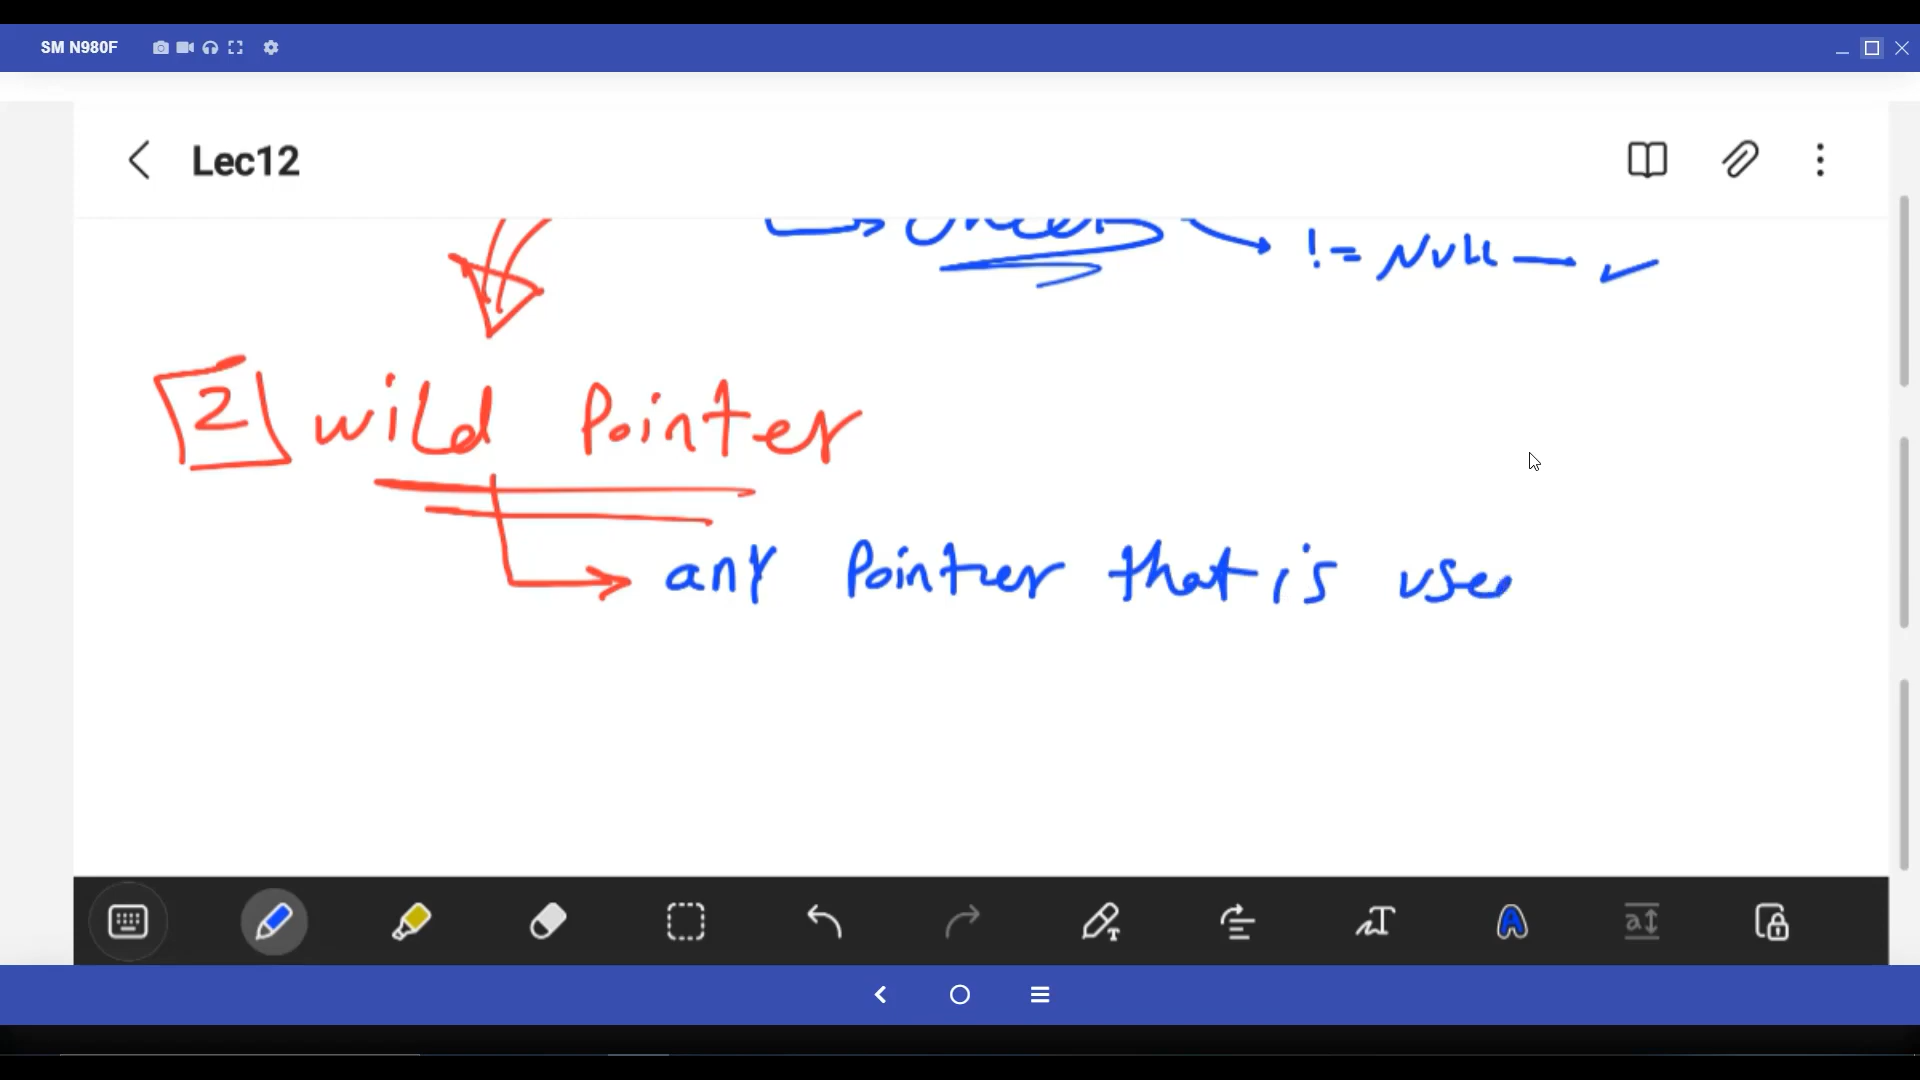 SM N980F
Lec12
!= NULL
2 wild Pointer
any Pointer that is use